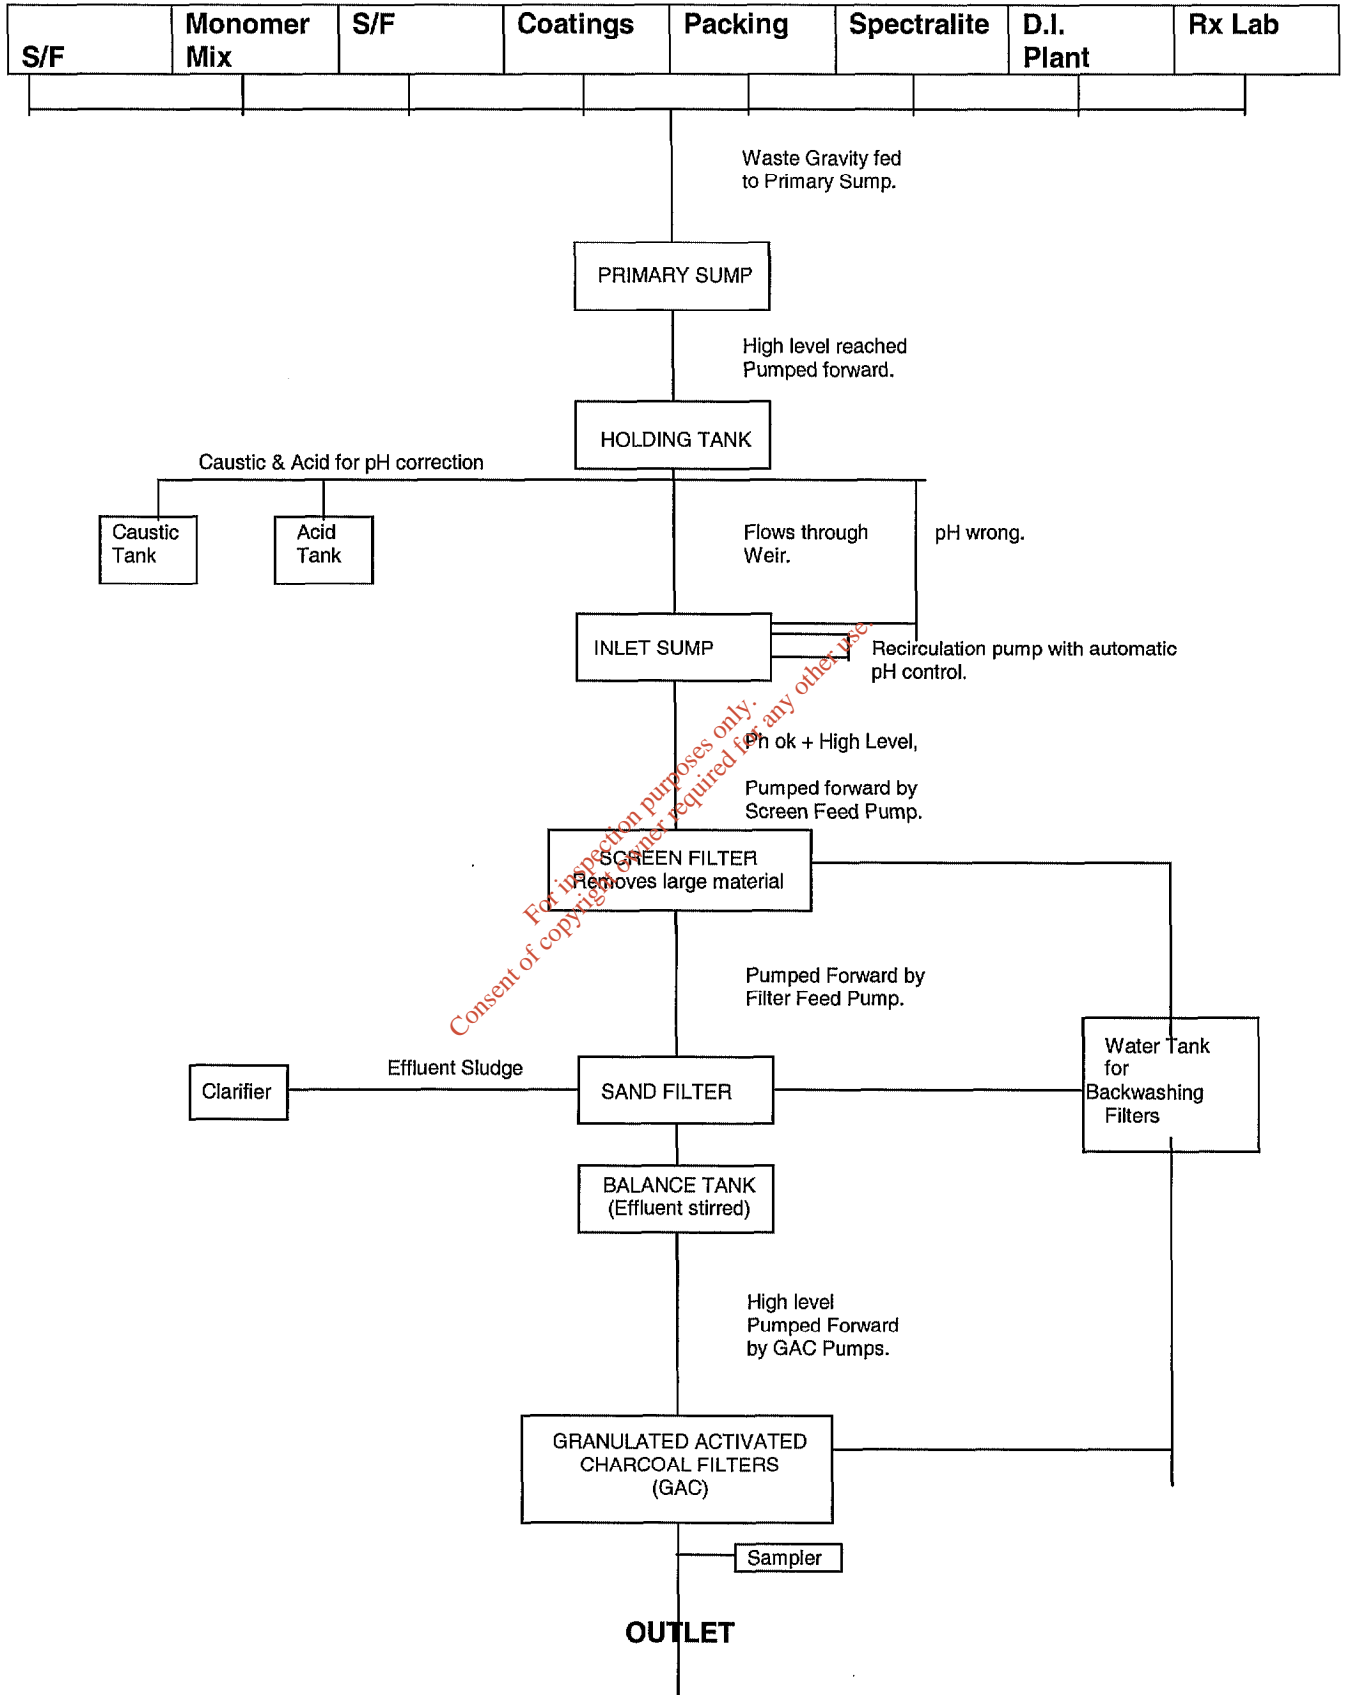 S/F
Monomer
Mix
S/F
Coatings
Packing
Spectralite
D.I.
Plant
Rx Lab
Waste Gravity fed
to Primary Sump.
PRIMARY SUMP
High level reached
Pumped forward.
HOLDING TANK
Caustic & Acid for pH correction
Caustic
Tank
Acid
Tank
Flows through
Weir.
pH wrong.
INLET SUMP
Recirculation pump with automatic
pH control.
Ph ok + High Level,
Pumped forward by
Screen Feed Pump.
SCREEN FILTER
Removes large material
For inspection purposes only.
Consent of copyright owner required for any other use.
Pumped Forward by
Filter Feed Pump.
Water Tank
for
Backwashing
Filters
Effluent Sludge
Clarifier
SAND FILTER
BALANCE TANK
(Effluent stirred)
High level
Pumped Forward
by GAC Pumps.
GRANULATED ACTIVATED
CHARCOAL FILTERS
(GAC)
Sampler
OUTLET